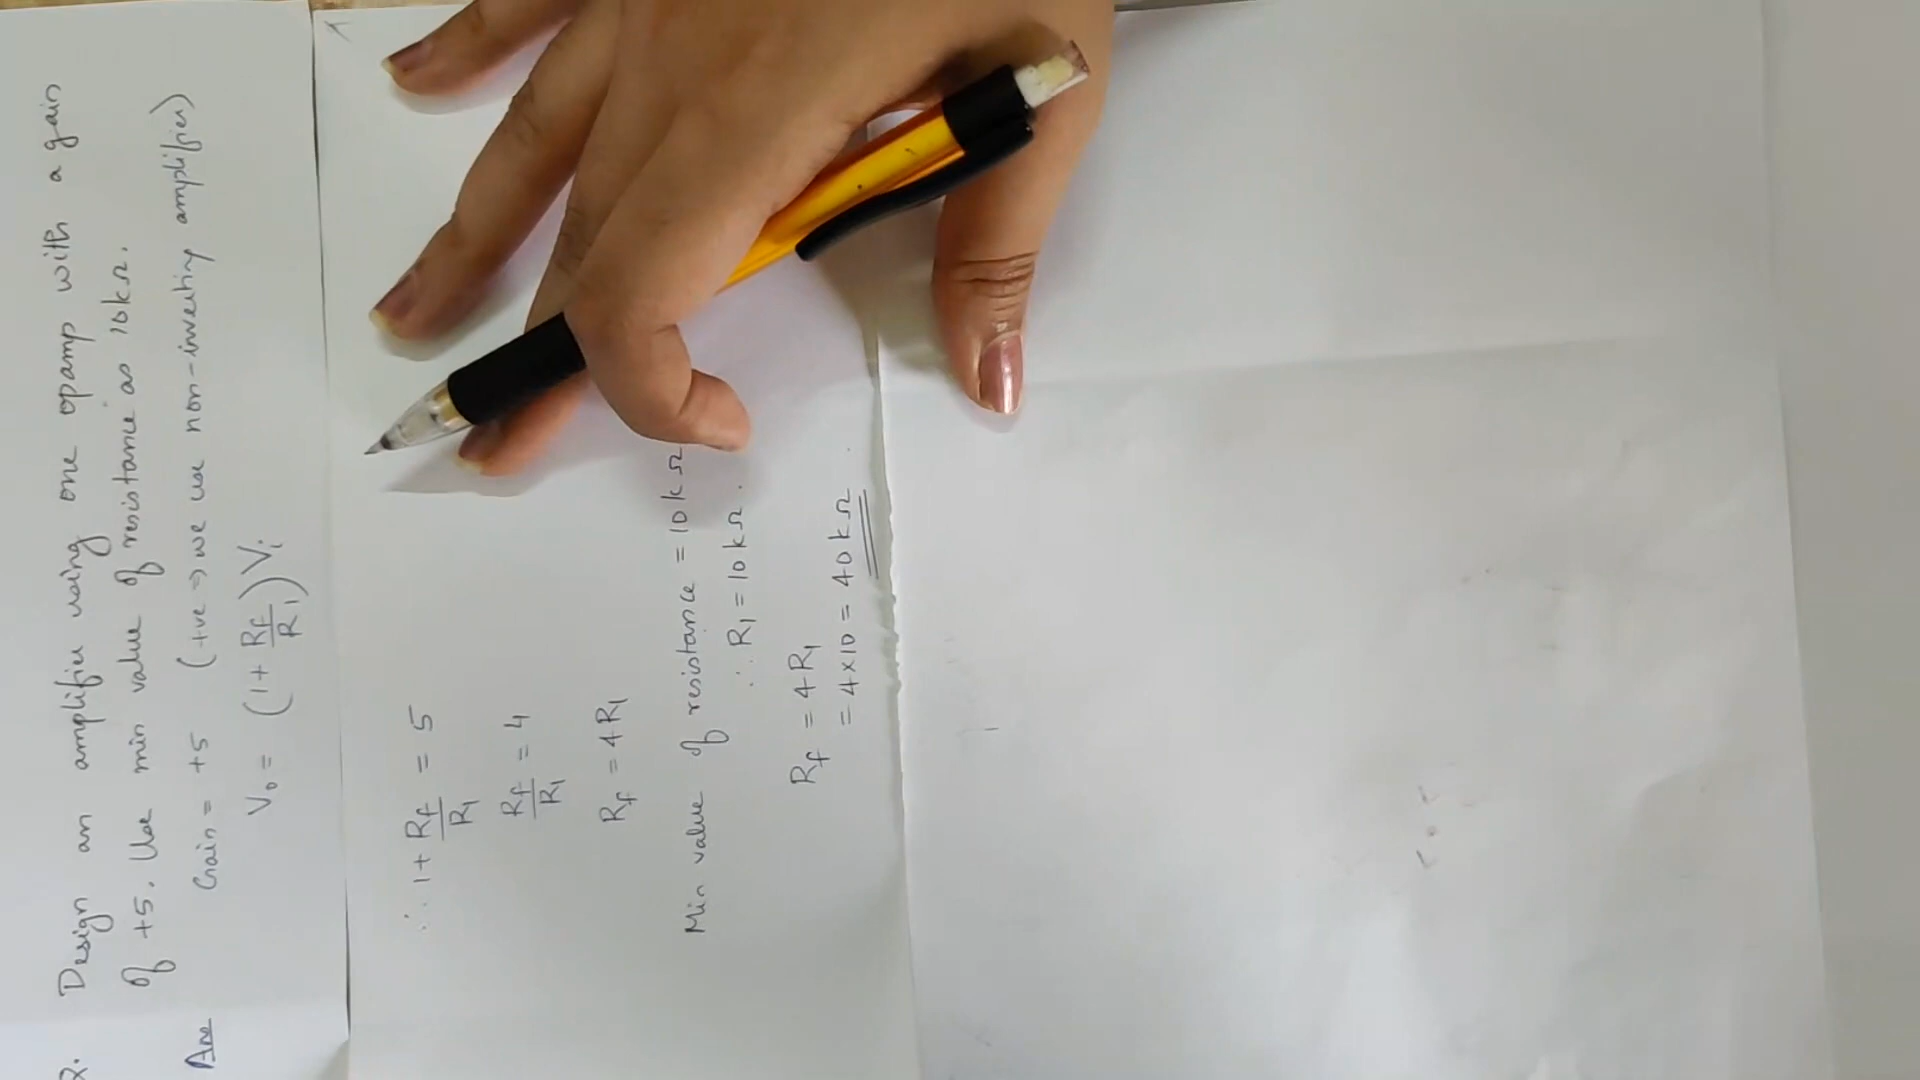 2. Design an amplifier using one opamp with a gain
of +5. Use min value of resistance as 10kΩ.
Ans Gain = +5 (+ve => we use non-inverting amplifier)
V₀ = (1 + Rf/R₁) Vi
∴ 1 + Rf/R₁ = 5
Rf/R₁ = 4
Rf = 4R₁
Min value of resistance = 10kΩ
∴ R₁ = 10kΩ.
Rf = 4R₁
= 4×10 = 40kΩ.